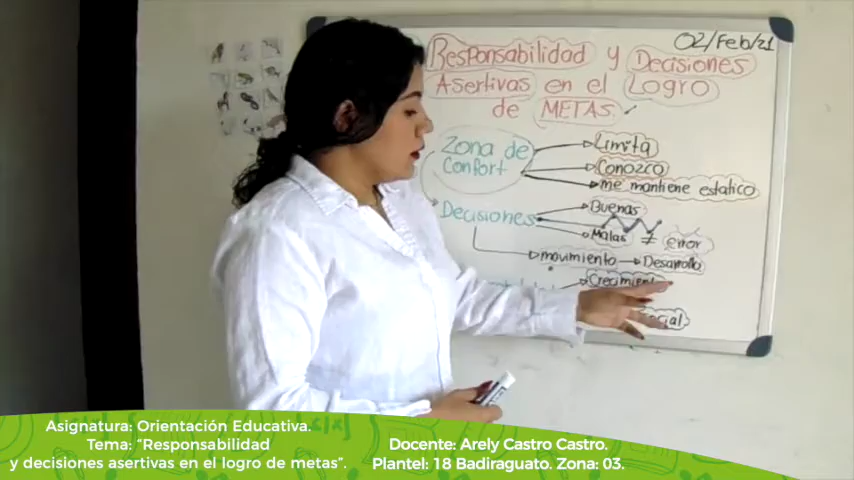 02/Feb/21
Responsabilidad y Decisiones
Asertivas en el Logro
de METAS.
Zona de
Confort
Limita
Conozco
me mantiene estatico
Decisiones
Buenas
Malas ≠ error
movimiento → Desarrollo
Asignatura: Orientación Educativa.
Tema: “Responsabilidad
y decisiones asertivas en el logro de metas”.
Docente: Arely Castro Castro.
Plantel: 18 Badiraguato. Zona: 03.